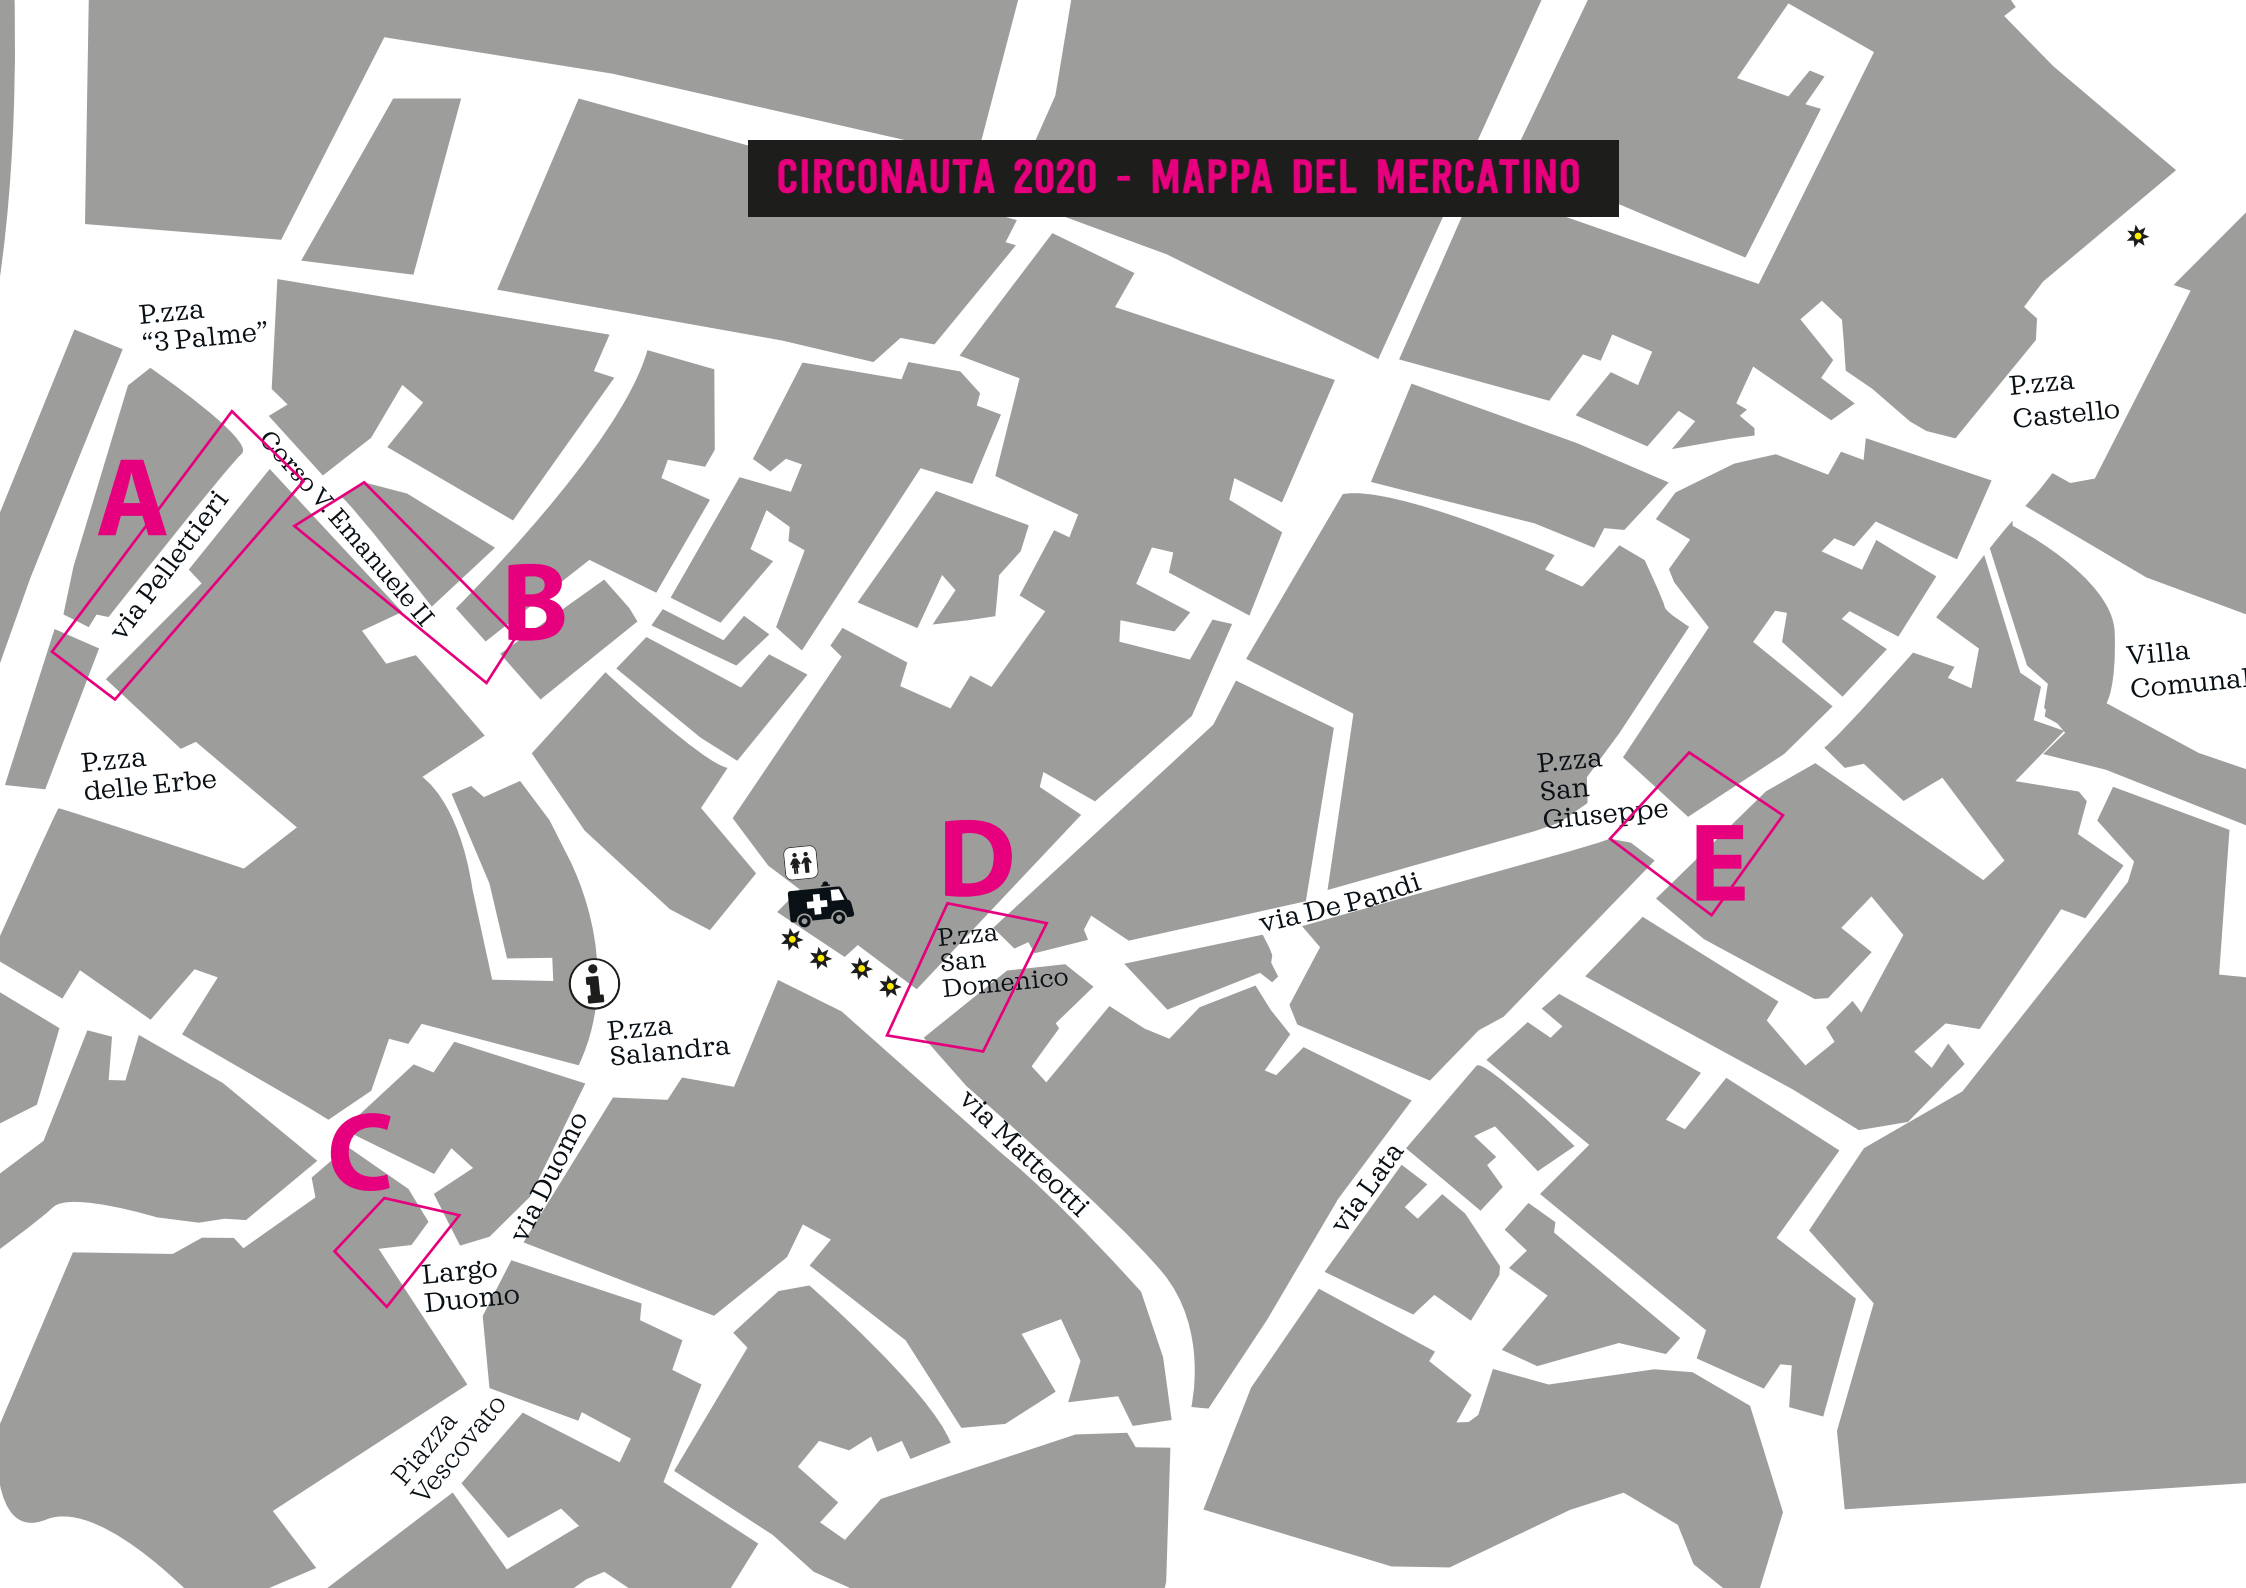 CIRCONAUTA 2020 - MAPPA DEL MERCATINO
P.zza
“3 Palme”
Corso V. Emanuele II
A
via Pellettieri
B
P.zza
delle Erbe
P.zza
Castello
Villa
Comunal
P.zza
San
Giuseppe
E
D
P.zza
San
Domenico
via De Pandi
i
P.zza
Salandra
C
via Duomo
via Matteotti
via Lata
Largo
Duomo
Piazza
Vescovato